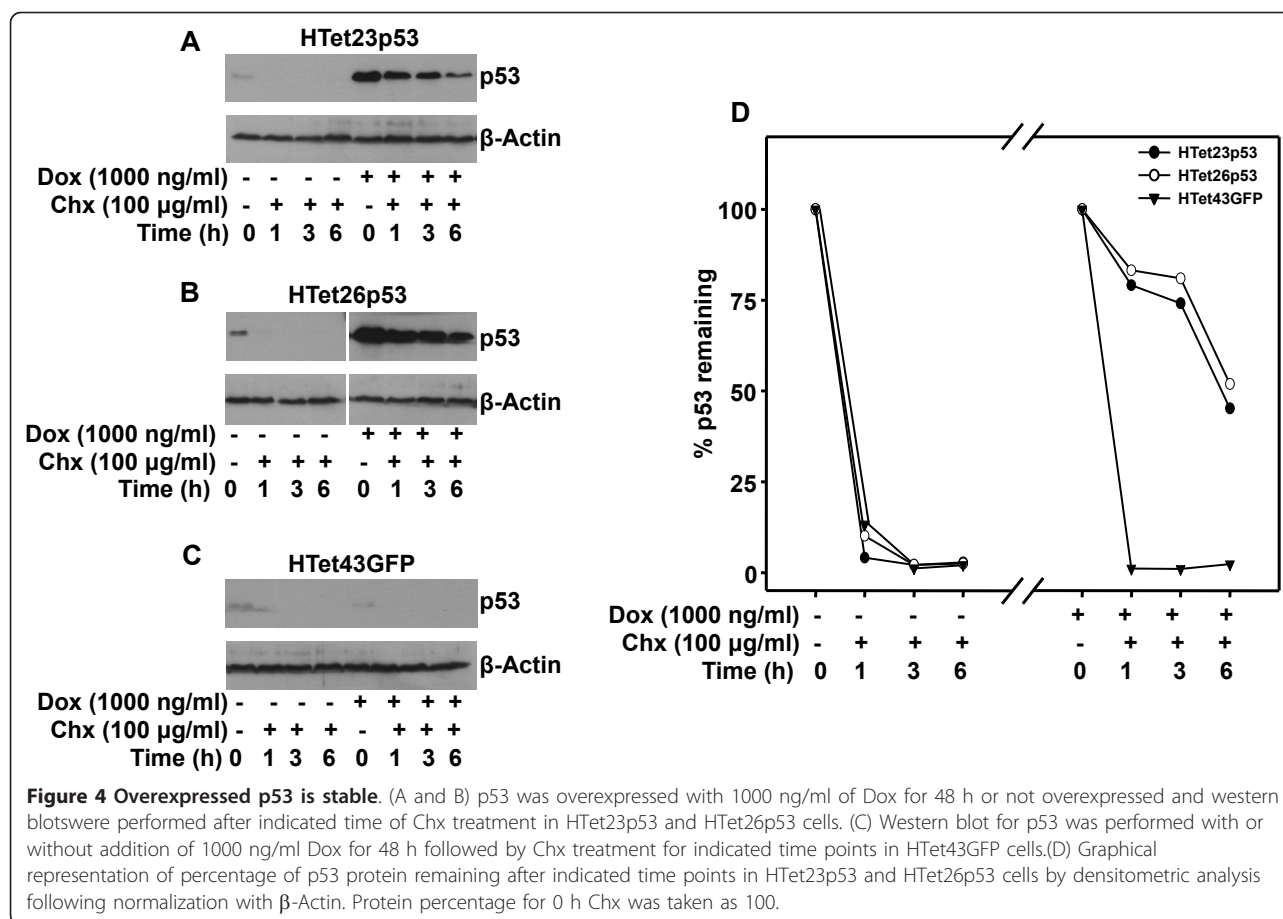 A
HTet23p53
p53
β-Actin
Dox (1000 ng/ml) - - - - + + + +
Chx (100 µg/ml) - + + + - + + +
Time (h) 0 1 3 6 0 1 3 6
B
HTet26p53
p53
β-Actin
Dox (1000 ng/ml) - - - - + + + +
Chx (100 µg/ml) - + + + - + + +
Time (h) 0 1 3 6 0 1 3 6
C
HTet43GFP
p53
β-Actin
Dox (1000 ng/ml) - - - - + + + +
Chx (100 µg/ml) - + + + - + + +
Time (h) 0 1 3 6 0 1 3 6
D
HTet23p53
HTet26p53
HTet43GFP
% p53 remaining
100
75
50
25
0
Dox (1000 ng/ml) - - - - + + + +
Chx (100 µg/ml) - + + + - + + +
Time (h) 0 1 3 6 0 1 3 6
Figure 4 Overexpressed p53 is stable. (A and B) p53 was overexpressed with 1000 ng/ml of Dox for 48 h or not overexpressed and western
blotswere performed after indicated time of Chx treatment in HTet23p53 and HTet26p53 cells. (C) Western blot for p53 was performed with or
without addition of 1000 ng/ml Dox for 48 h followed by Chx treatment for indicated time points in HTet43GFP cells.(D) Graphical
representation of percentage of p53 protein remaining after indicated time points in HTet23p53 and HTet26p53 cells by densitometric analysis
following normalization with β-Actin. Protein percentage for 0 h Chx was taken as 100.